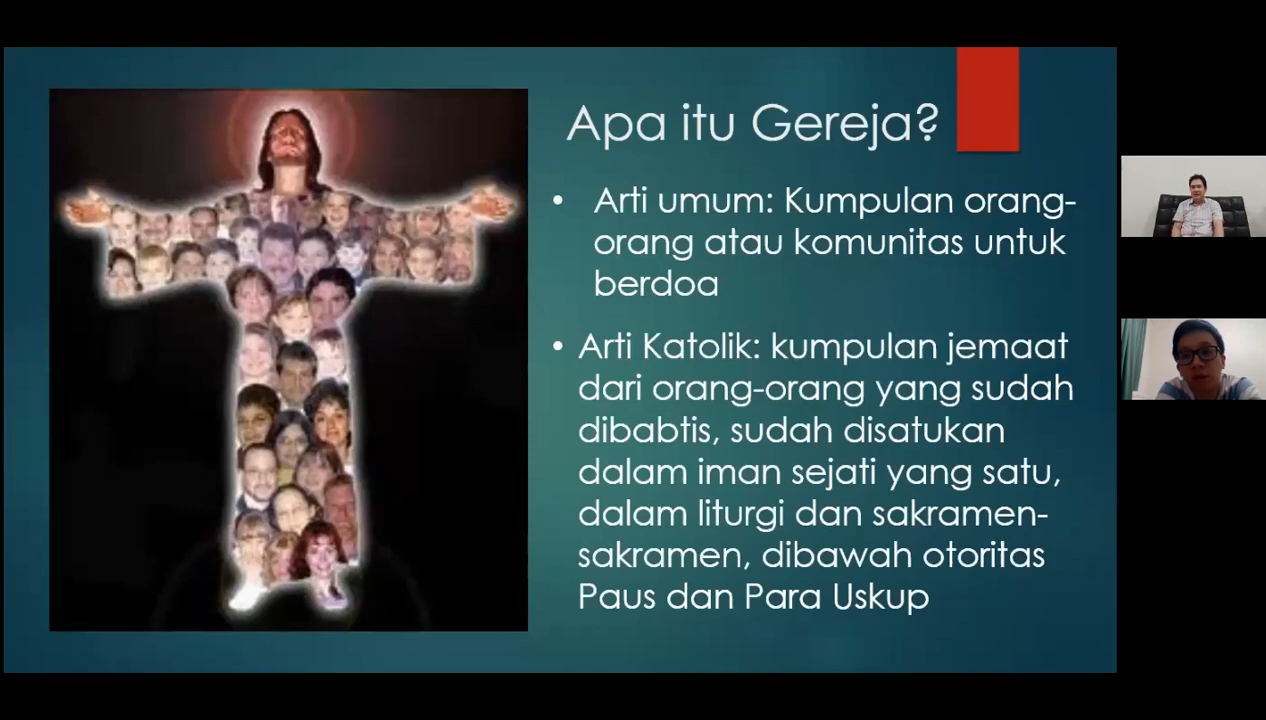 Apa itu Gereja?
• Arti umum: Kumpulan orang-
orang atau komunitas untuk
berdoa
• Arti Katolik: kumpulan jemaat
dari orang-orang yang sudah
dibabtis, sudah disatukan
dalam iman sejati yang satu,
dalam liturgi dan sakramen-
sakramen, dibawah otoritas
Paus dan Para Uskup